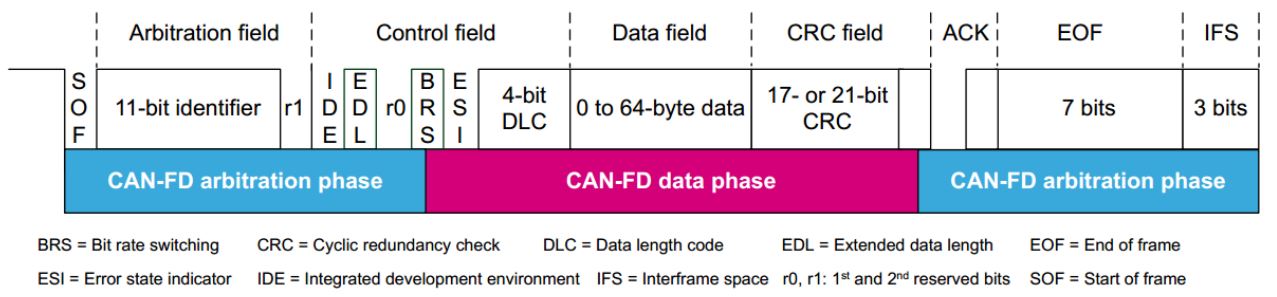 Arbitration field Control field Data field CRC field ACK EOF IFS
SOF 11-bit identifier r1 IDE EDL r0 BRS ESI 4-bit DLC 0 to 64-byte data 17- or 21-bit CRC 7 bits 3 bits
CAN-FD arbitration phase CAN-FD data phase CAN-FD arbitration phase
BRS = Bit rate switching CRC = Cyclic redundancy check DLC = Data length code EDL = Extended data length EOF = End of frame
ESI = Error state indicator IDE = Integrated development environment IFS = Interframe space r0, r1: 1st and 2nd reserved bits SOF = Start of frame